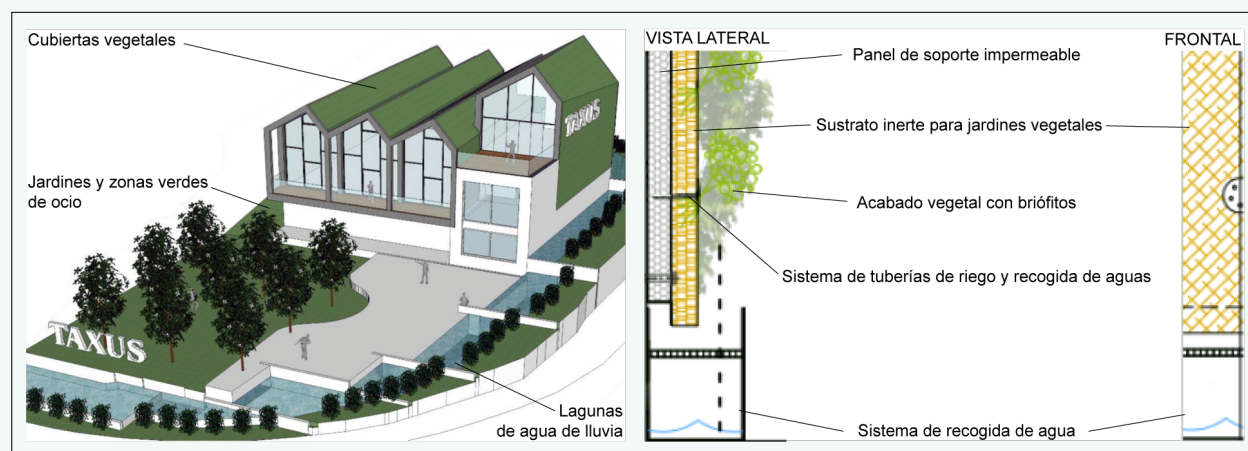 Cubiertas vegetales
TAXUS
Jardines y zonas verdes
de ocio
TAXUS
Lagunas
de agua de lluvia
VISTA LATERAL
FRONTAL
Panel de soporte impermeable
Sustrato inerte para jardines vegetales
Acabado vegetal con briófitos
Sistema de tuberías de riego y recogida de aguas
Sistema de recogida de agua